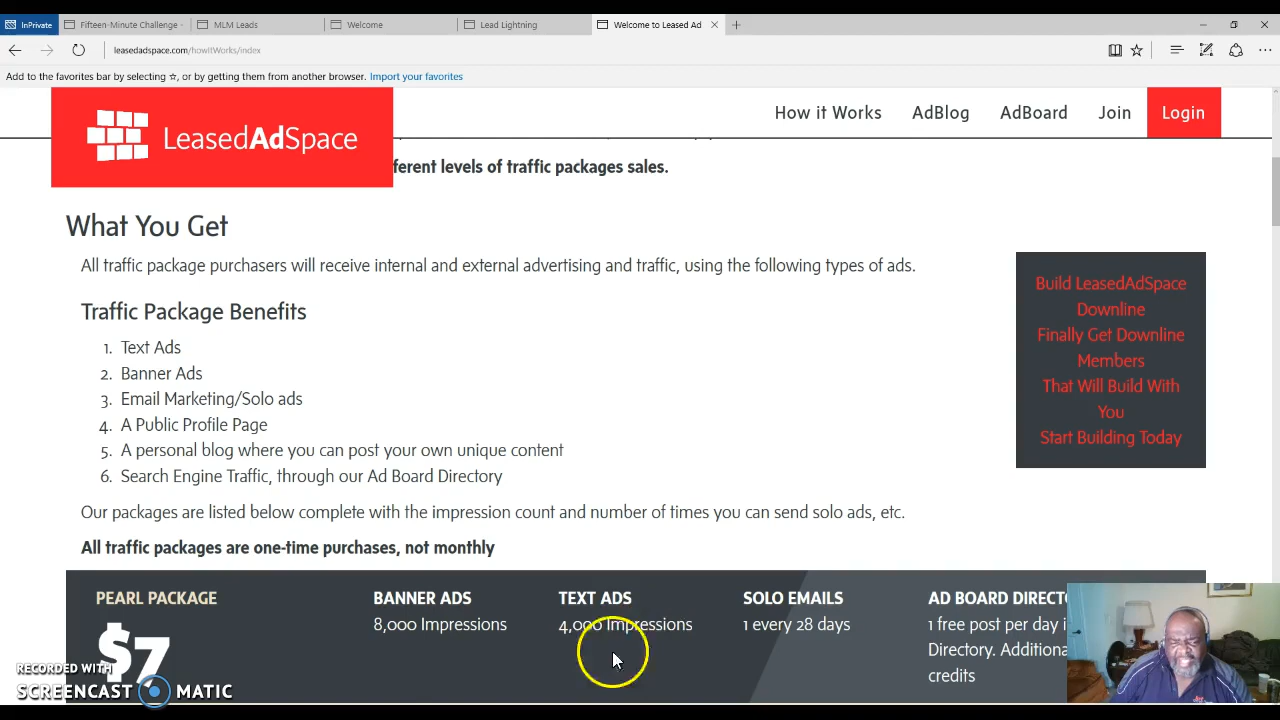 InPrivate
Fifteen-Minute Challenge
MLM Leads
Welcome
Lead Lightning
Welcome to Leased Ad
leasedadspace.com/howItWorks/index
Add to the favorites bar by selecting ☆, or by getting them from another browser. Import your favorites
LeasedAdSpace
How it Works
AdBlog
AdBoard
Join
Login
ferent levels of traffic packages sales.
What You Get
All traffic package purchasers will receive internal and external advertising and traffic, using the following types of ads.
Traffic Package Benefits
1. Text Ads
2. Banner Ads
3. Email Marketing/Solo ads
4. A Public Profile Page
5. A personal blog where you can post your own unique content
6. Search Engine Traffic, through our Ad Board Directory
Build LeasedAdSpace
Downline
Finally Get Downline
Members
That Will Build With
You
Start Building Today
Our packages are listed below complete with the impression count and number of times you can send solo ads, etc.
All traffic packages are one-time purchases, not monthly
PEARL PACKAGE
$7
BANNER ADS
8,000 Impressions
TEXT ADS
4,000 Impressions
SOLO EMAILS
1 every 28 days
AD BOARD DIRECT
1 free post per day i
Directory. Additiona
credits
RECORDED WITH
SCREENCAST MATIC